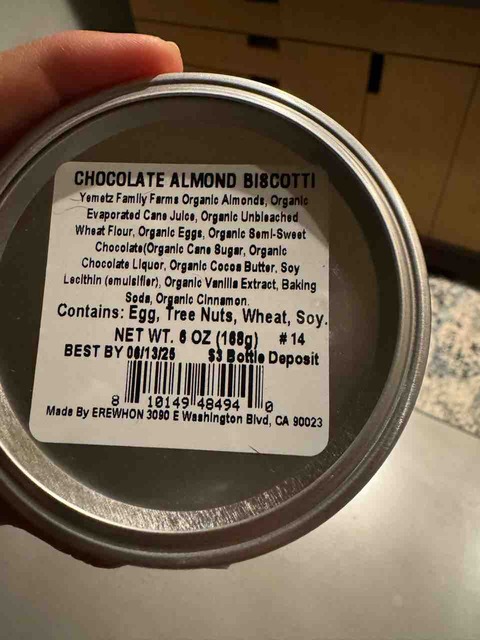 CHOCOLATE ALMOND BISCOTTI
Yemetz Family Farms Organic Almonds, Organic
Evaporated Cane Juice, Organic Unbleached
Wheat Flour, Organic Eggs, Organic Semi-Sweet
Chocolate(Organic Cane Sugar, Organic
Chocolate Liquor, Organic Cocoa Butter, Soy
Lecithin (emulsifier), Organic Vanilla Extract, Baking
Soda, Organic Cinnamon.
Contains: Egg, Tree Nuts, Wheat, Soy.
NET WT. 6 OZ (168g) # 14
BEST BY 06/13/25 $3 Bottle Deposit
8 10149 48494 0
Made By EREWHON 3090 E Washington Blvd, CA 90023